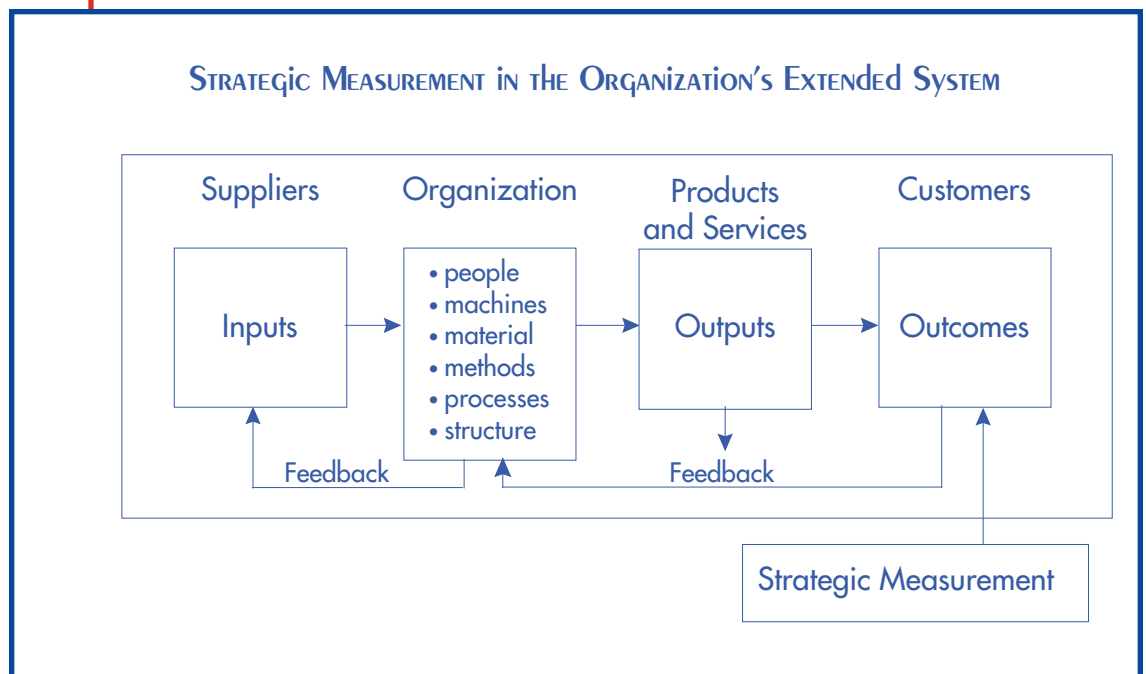 Strategic Measurement in the Organization's Extended System
Suppliers
Organization
Products
and Services
Customers
Inputs
• people
• machines
• material
• methods
• processes
• structure
Outputs
Outcomes
Feedback
Feedback
Strategic Measurement